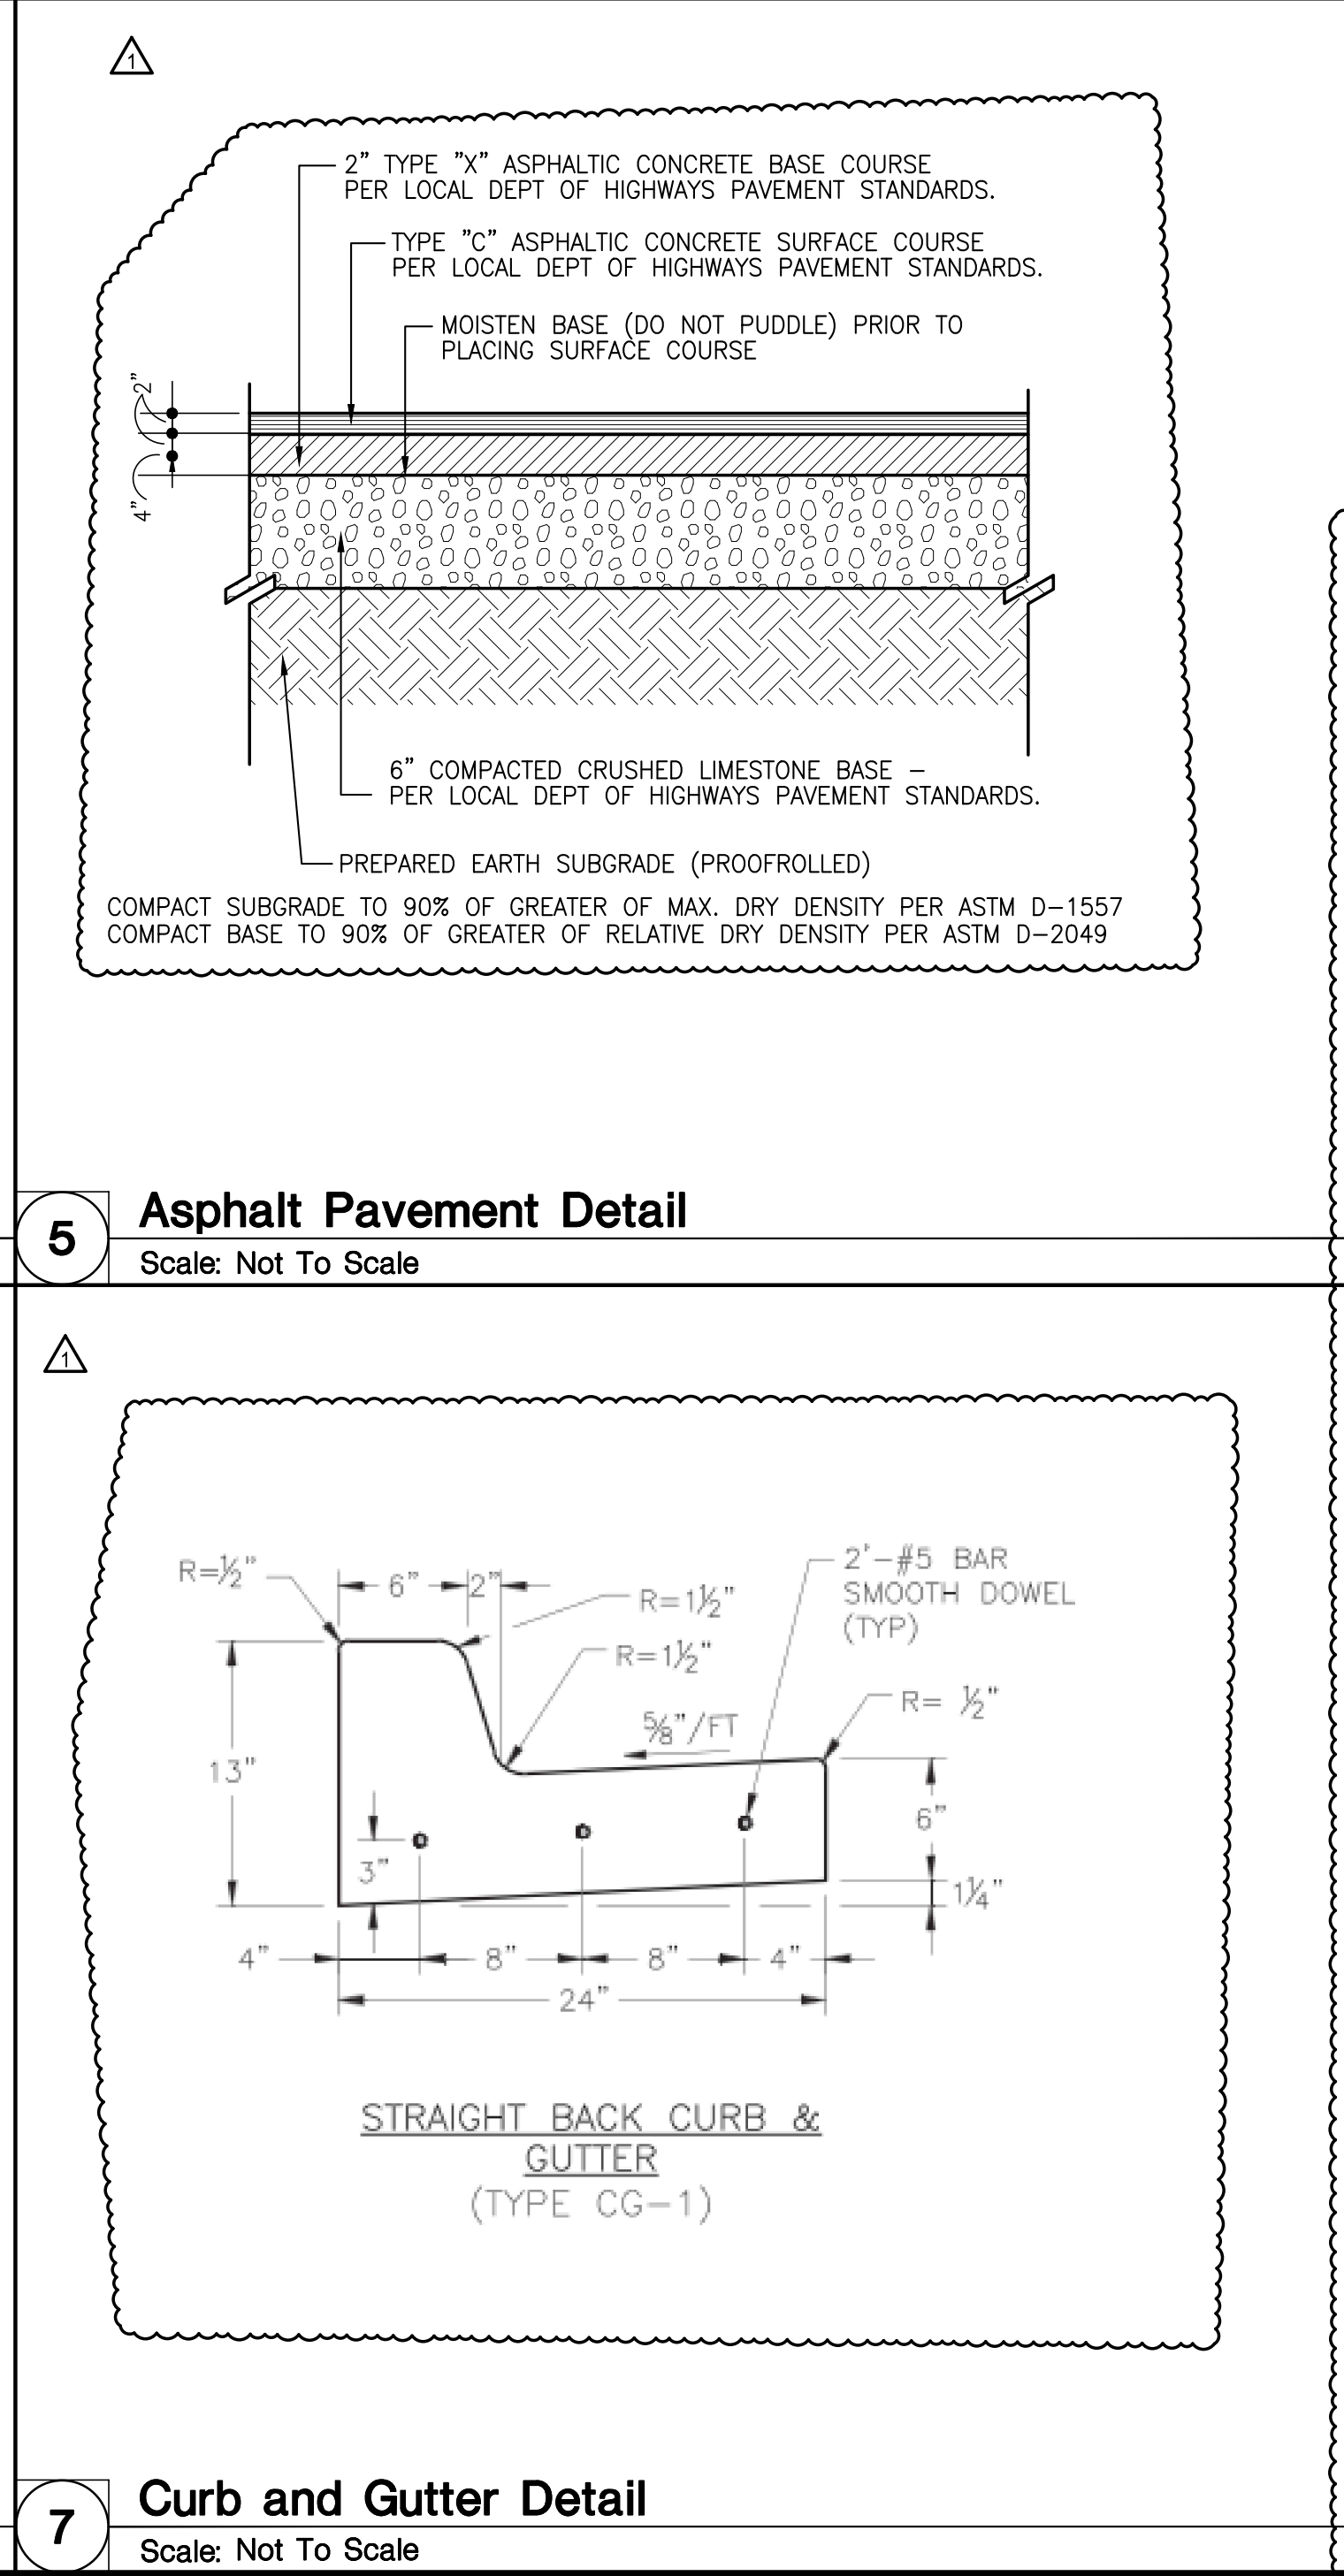 1
2" TYPE "X" ASPHALTIC CONCRETE BASE COURSE
PER LOCAL DEPT OF HIGHWAYS PAVEMENT STANDARDS.
TYPE "C" ASPHALTIC CONCRETE SURFACE COURSE
PER LOCAL DEPT OF HIGHWAYS PAVEMENT STANDARDS.
MOISTEN BASE (DO NOT PUDDLE) PRIOR TO
PLACING SURFACE COURSE
2"
4"
6" COMPACTED CRUSHED LIMESTONE BASE –
PER LOCAL DEPT OF HIGHWAYS PAVEMENT STANDARDS.
PREPARED EARTH SUBGRADE (PROOFROLLED)
COMPACT SUBGRADE TO 90% OF GREATER OF MAX. DRY DENSITY PER ASTM D-1557
COMPACT BASE TO 90% OF GREATER OF RELATIVE DRY DENSITY PER ASTM D-2049
5
Asphalt Pavement Detail
Scale: Not To Scale
1
R=½"
6"
2"
R=1½"
R=1½"
2'-#5 BAR
SMOOTH DOWEL
(TYP)
⅝"/FT
R= ½"
13"
3"
6"
1¼"
4"
8"
8"
4"
24"
STRAIGHT BACK CURB &
GUTTER
(TYPE CG-1)
7
Curb and Gutter Detail
Scale: Not To Scale